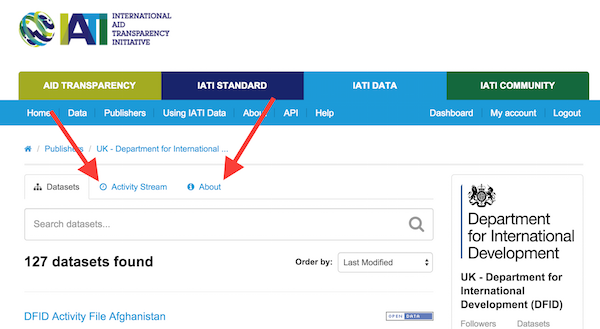 IATI
INTERNATIONAL
AID
TRANSPARENCY
INITIATIVE
AID TRANSPARENCY IATI STANDARD IATI DATA IATI COMMUNITY
Home Data Publishers Using IATI Data About API Help Dashboard My account Logout
/ Publishers / UK - Department for International ...
Datasets Activity Stream About
Search datasets...
127 datasets found Order by: Last Modified
DFID Activity File Afghanistan OPEN DATA
Department
for International
Development
UK - Department for
International
Development (DFID)
Followers Datasets